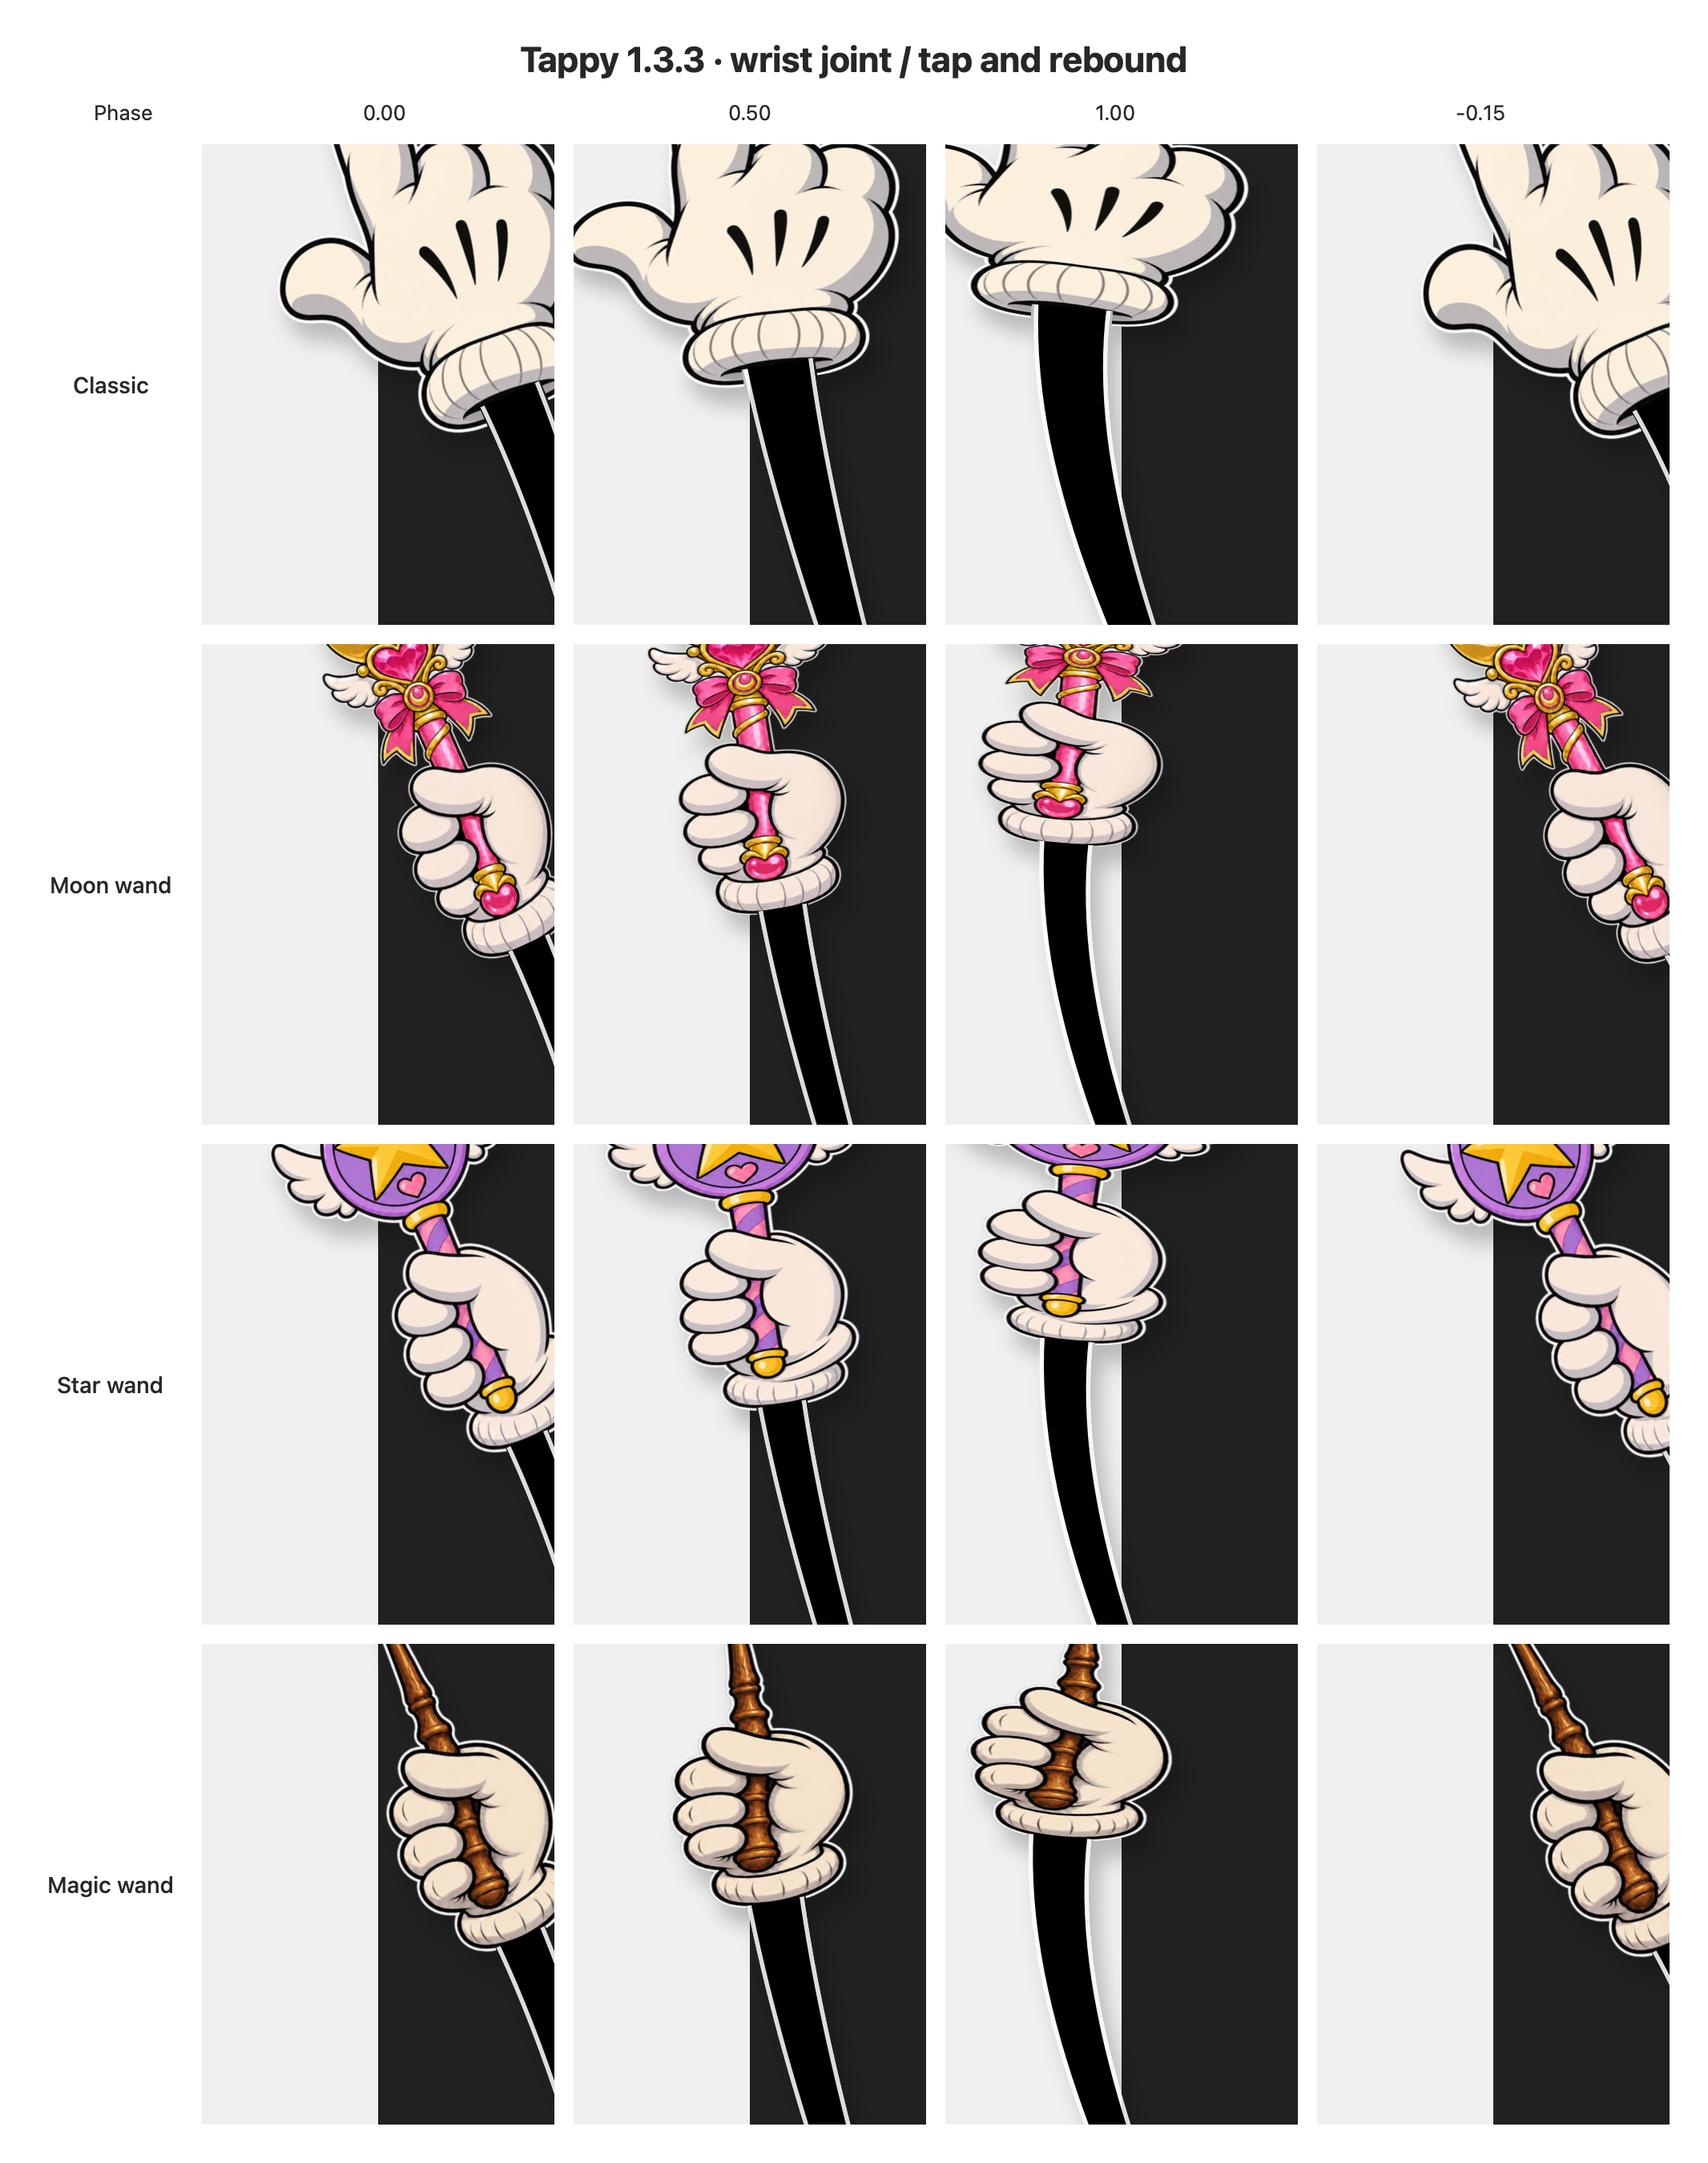 Tappy 1.3.3 · wrist joint / tap and rebound
Phase 0.00 0.50 1.00 -0.15
Classic
Moon wand
Star wand
Magic wand